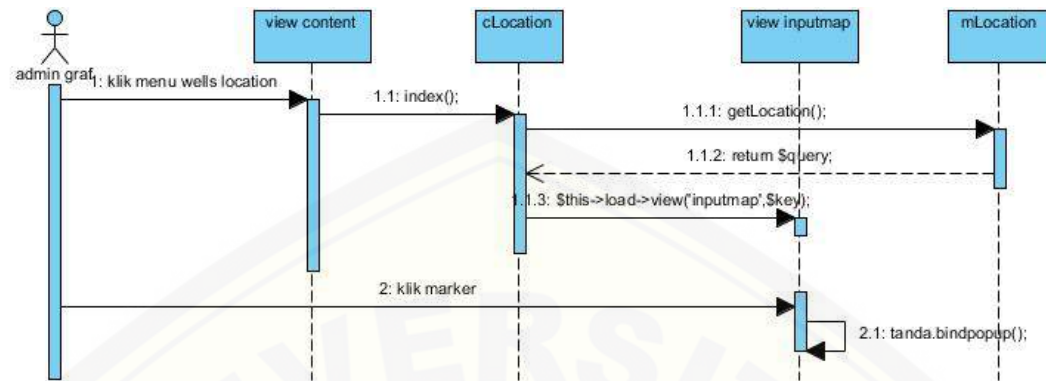 view content
cLocation
view inputmap
mLocation
admin graf
1: klik menu wells location
1.1: index();
1.1.1: getLocation();
1.1.2: return $query;
1.1.3: $this->load->view('inputmap',$key);
2: klik marker
2.1: tanda.bindpopup();